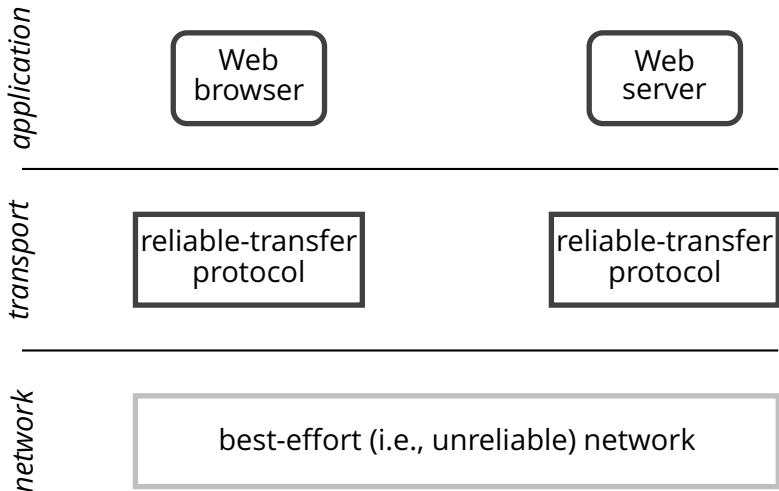 application
Web
browser
Web
server
transport
reliable-transfer
protocol
reliable-transfer
protocol
network
best-effort (i.e., unreliable) network